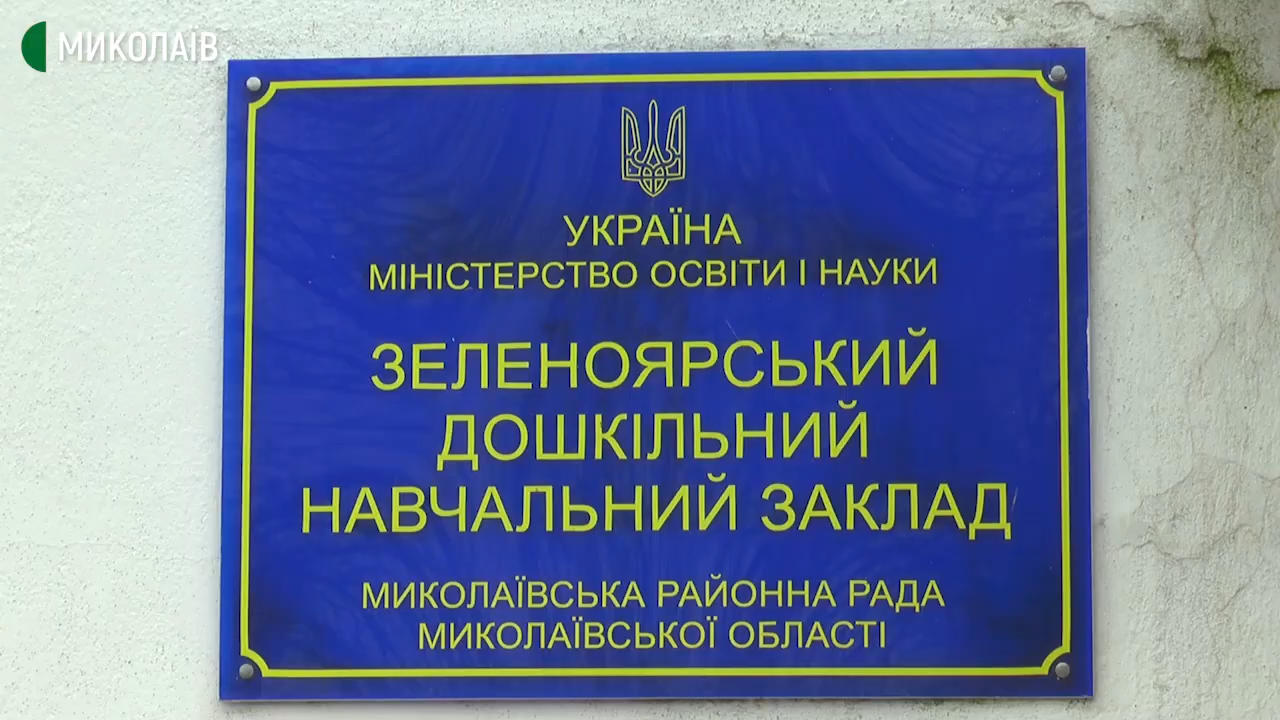 МИКОЛАЇВ
УКРАЇНА
МІНІСТЕРСТВО ОСВІТИ І НАУКИ
ЗЕЛЕНОЯРСЬКИЙ
ДОШКІЛЬНИЙ
НАВЧАЛЬНИЙ ЗАКЛАД
МИКОЛАЇВСЬКА РАЙОННА РАДА
МИКОЛАЇВСЬКОЇ ОБЛАСТІ